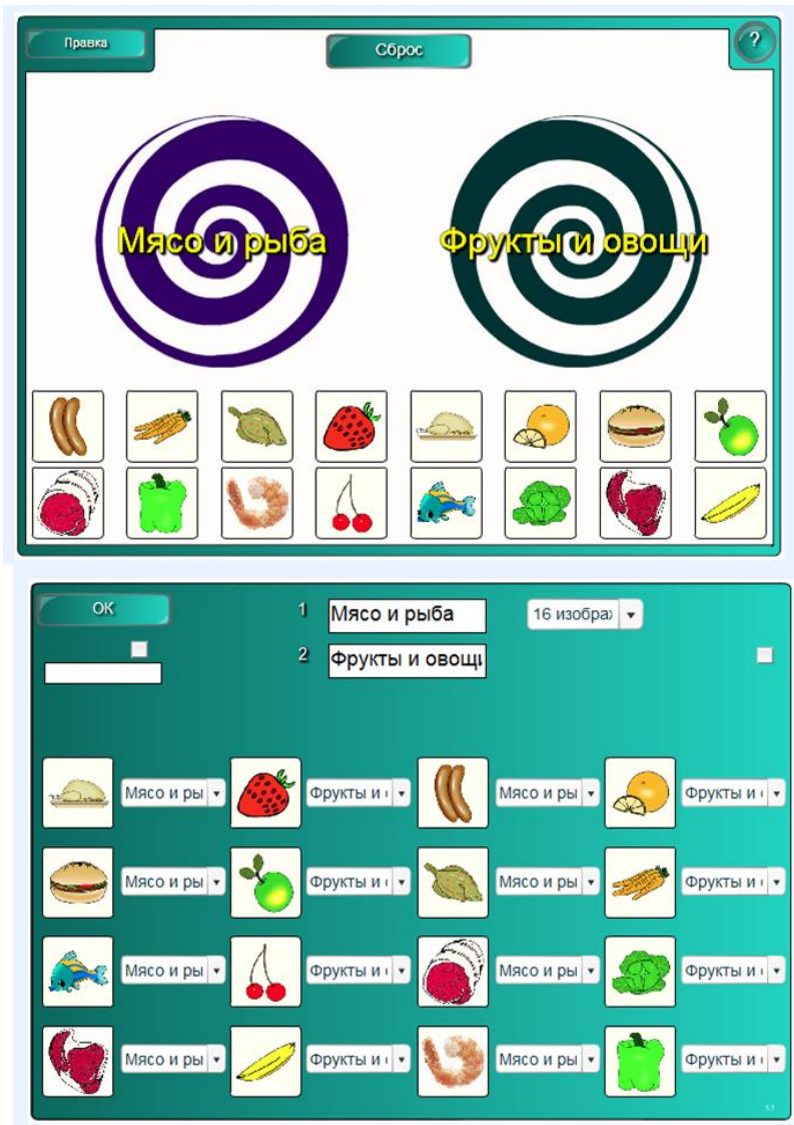 Правка
Сброс
?
Мясо и рыба
Фрукты и овощи
ОК
1
Мясо и рыба
16 изобра
2
Фрукты и овощ
Мясо и ры
Фрукты и
Мясо и ры
Фрукты и
Мясо и ры
Фрукты и
Мясо и ры
Фрукты и
Мясо и ры
Фрукты и
Мясо и ры
Фрукты и
Мясо и ры
Фрукты и
Мясо и ры
Фрукты и